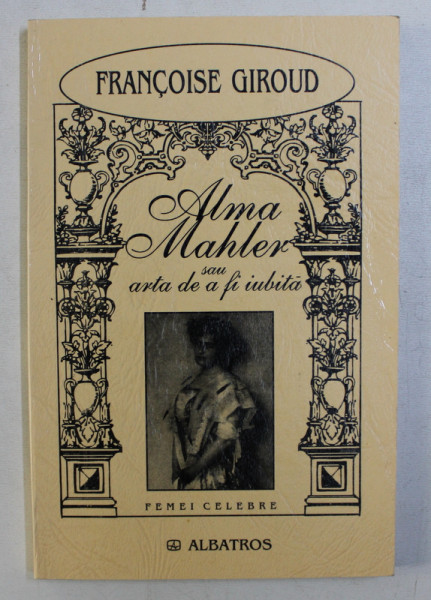 FRANÇOISE GIROUD
Alma
Mahler
sau
arta de a fi iubită
FEMEI CELEBRE
ALBATROS